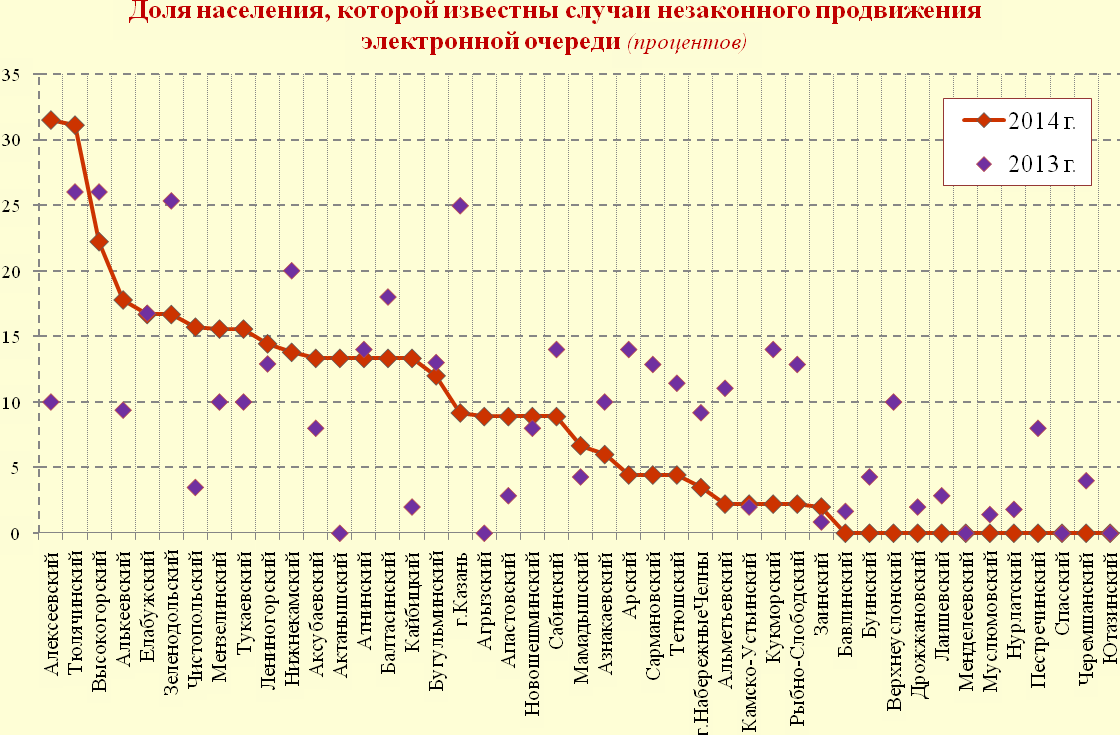 Доля населения, которой известны случаи незаконного продвижения
электронной очереди (процентов)
35
30
25
20
15
10
5
0
2014 г.
2013 г.
Алексеевский
Тюлячинский
Высокогорский
Алькеевский
Елабужский
Зеленодольский
Чистопольский
Мензелинский
Тукаевский
Лениногорский
Нижнекамский
Аксубаевский
Актанышский
Атнинский
Балтасинский
Кайбицкий
Бугульминский
г.Казань
Агрызский
Апастовский
Новошешминский
Сабинский
Мамадышский
Азнакаевский
Арский
Сармановский
Тетюшский
г.НабережныеЧелны
Альметьевский
Камско-Устьинский
Кукморский
Рыбно-Слободский
Заинский
Бавлинский
Буинский
Верхнеуслонский
Дрожжановский
Лаишевский
Менделеевский
Муслюмовский
Нурлатский
Пестречинский
Спасский
Черемшанский
Ютазинский